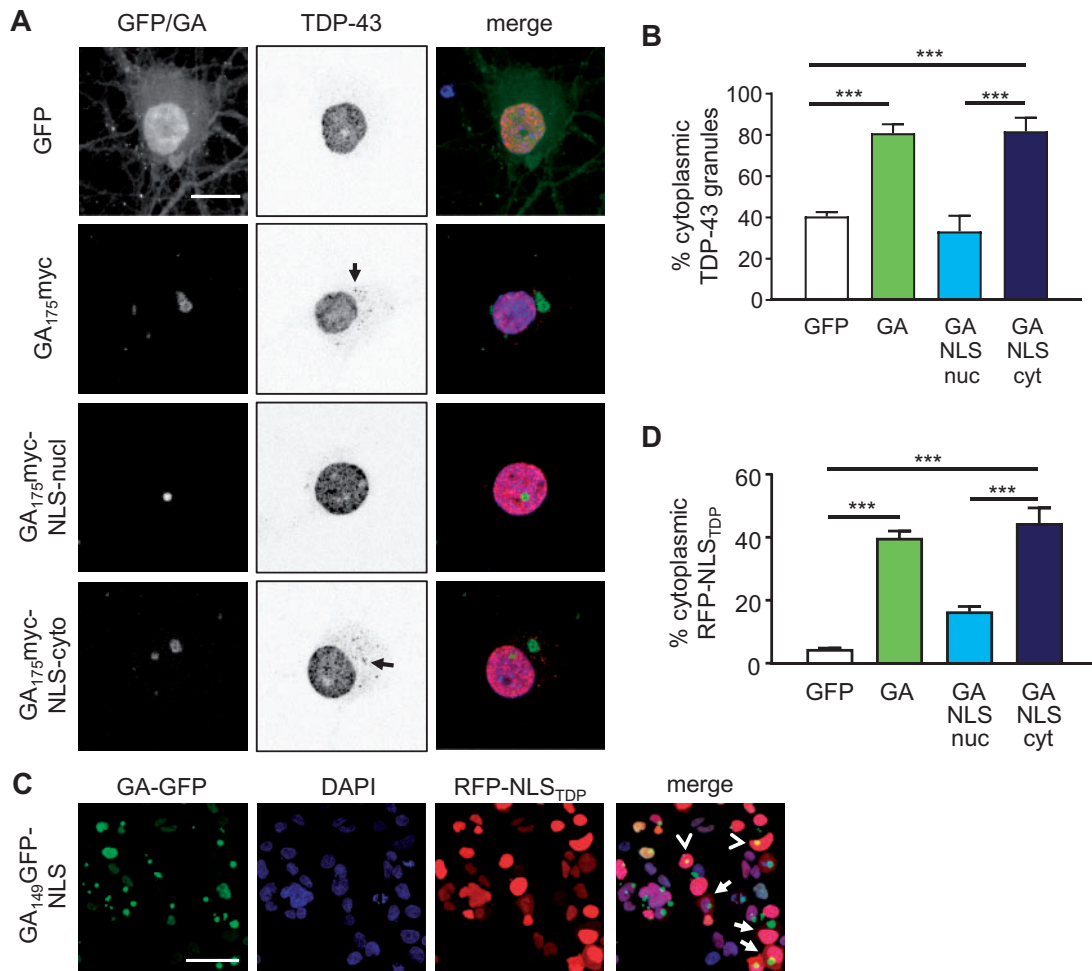 A
GFP/GA
TDP-43
merge
GFP
GA175myc
GA175myc-
NLS-nucl
GA175myc-
NLS-cyto
B
% cytoplasmic
TDP-43 granules
100
80
60
40
20
0
***
***
***
GFP
GA
GA
NLS
nuc
GA
NLS
cyt
D
% cytoplasmic
RFP-NLSTDP
60
40
20
0
***
***
***
GFP
GA
GA
NLS
nuc
GA
NLS
cyt
C
GA-GFP
DAPI
RFP-NLSTDP
merge
GA149GFP-
NLS